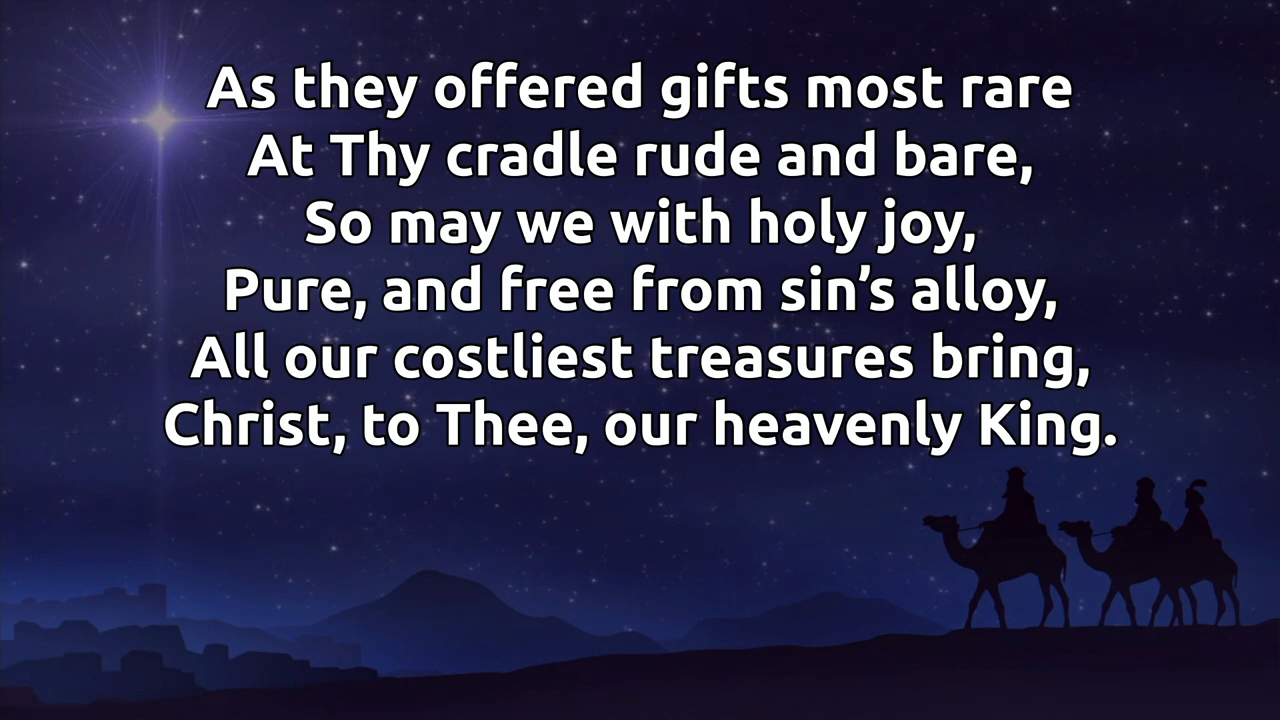 As they offered gifts most rare
At Thy cradle rude and bare,
So may we with holy joy,
Pure, and free from sin’s alloy,
All our costliest treasures bring,
Christ, to Thee, our heavenly King.